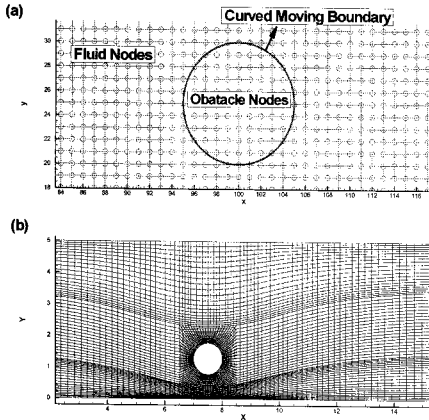 (a)
Curved Moving Boundary
Fluid Nodes
Obatacle Nodes
y
30
28
26
24
22
20
18
84 86 88 90 92 94 96 98 100 102 104 106 108 110 112 114 116
X
(b)
Y
5
4
3
2
1
0
4 6 8 10 12 14
X